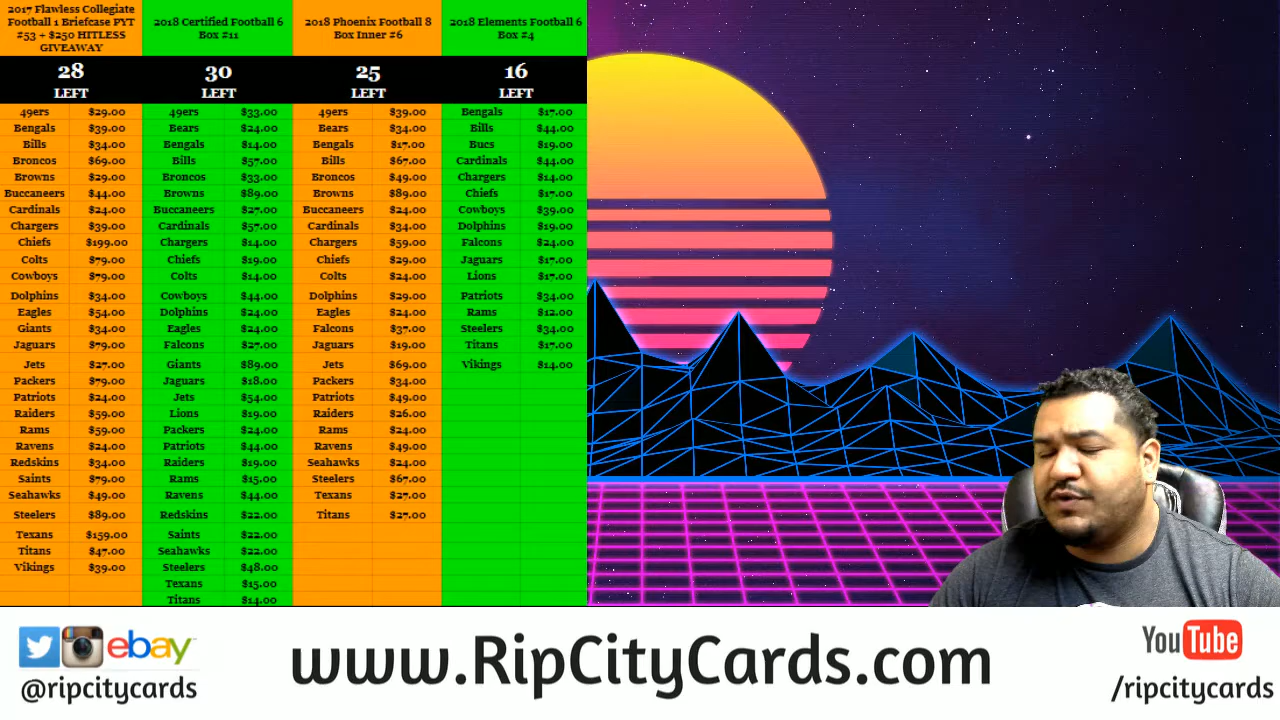 2017 Flawless Collegiate
Football 1 Briefcase PYT
#53 + $250 HITLESS
GIVEAWAY
28
LEFT
49ers $29.00
Bengals $39.00
Bills $34.00
Broncos $69.00
Browns $29.00
Buccaneers $44.00
Cardinals $24.00
Chargers $39.00
Chiefs $199.00
Colts $79.00
Cowboys $79.00
Dolphins $34.00
Eagles $54.00
Giants $34.00
Jaguars $79.00
Jets $27.00
Packers $79.00
Patriots $24.00
Raiders $59.00
Rams $59.00
Ravens $24.00
Redskins $34.00
Saints $79.00
Seahawks $49.00
Steelers $89.00
Texans $159.00
Titans $47.00
Vikings $39.00
2018 Certified Football 6
Box #11
30
LEFT
49ers $33.00
Bears $24.00
Bengals $14.00
Bills $57.00
Broncos $33.00
Browns $89.00
Buccaneers $27.00
Cardinals $57.00
Chargers $14.00
Chiefs $19.00
Colts $14.00
Cowboys $44.00
Dolphins $24.00
Eagles $24.00
Falcons $27.00
Giants $89.00
Jaguars $18.00
Jets $54.00
Lions $19.00
Packers $24.00
Patriots $44.00
Raiders $19.00
Rams $15.00
Ravens $44.00
Redskins $22.00
Saints $22.00
Seahawks $22.00
Steelers $48.00
Texans $15.00
Titans $14.00
2018 Phoenix Football 8
Box Inner #6
25
LEFT
49ers $39.00
Bears $34.00
Bengals $17.00
Bills $67.00
Broncos $49.00
Browns $89.00
Buccaneers $24.00
Cardinals $34.00
Chargers $59.00
Chiefs $29.00
Colts $24.00
Dolphins $29.00
Eagles $24.00
Falcons $37.00
Jaguars $19.00
Jets $69.00
Packers $34.00
Patriots $49.00
Raiders $26.00
Rams $24.00
Ravens $49.00
Seahawks $24.00
Steelers $67.00
Texans $27.00
Titans $27.00
2018 Elements Football 6
Box #4
16
LEFT
Bengals $17.00
Bills $44.00
Bucs $19.00
Cardinals $44.00
Chargers $14.00
Chiefs $17.00
Cowboys $39.00
Dolphins $19.00
Falcons $24.00
Jaguars $17.00
Lions $17.00
Patriots $34.00
Rams $12.00
Steelers $34.00
Titans $17.00
Vikings $14.00
ebay
@ripcitycards
www.RipCityCards.com
YouTube
/ripcitycards